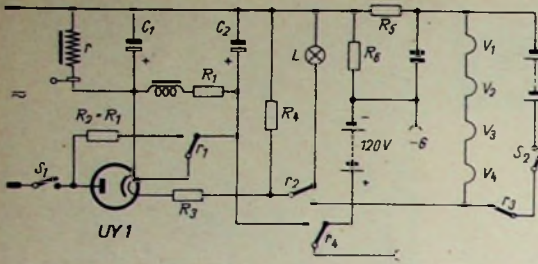 C1 C2 R5
r + + L R6 V1
R1 V2
≈ R2=R1 R4 − -G V3
S1 r1 120V S2
R3 r2 + V4
r3
UY1 r4